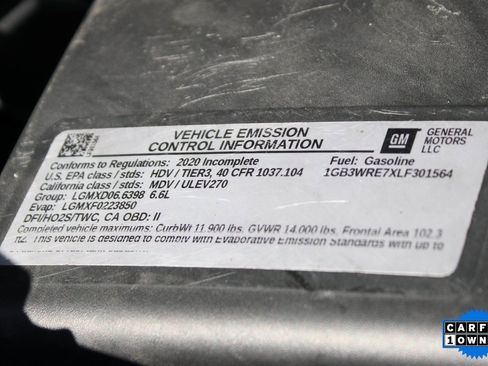 VEHICLE EMISSION
CONTROL INFORMATION
GM GENERAL
MOTORS
LLC
Conforms to Regulations: 2020 Incomplete Fuel: Gasoline
U.S. EPA class / stds: HDV / TIER3, 40 CFR 1037.104 1GB3WRE7XLF301564
California class / stds: MDV / ULEV270
Group: LGMXD06.6398 6.6L
Evap: LGMXF0223850
DFI/HO2S/TWC, CA OBD: II
Completed vehicle maximums: CurbWt 11,900 lbs, GVWR 14,000 lbs, Frontal Area 102.3
This vehicle is designed to comply with Evaporative Emission Standards with up to
CARF
1 OWN